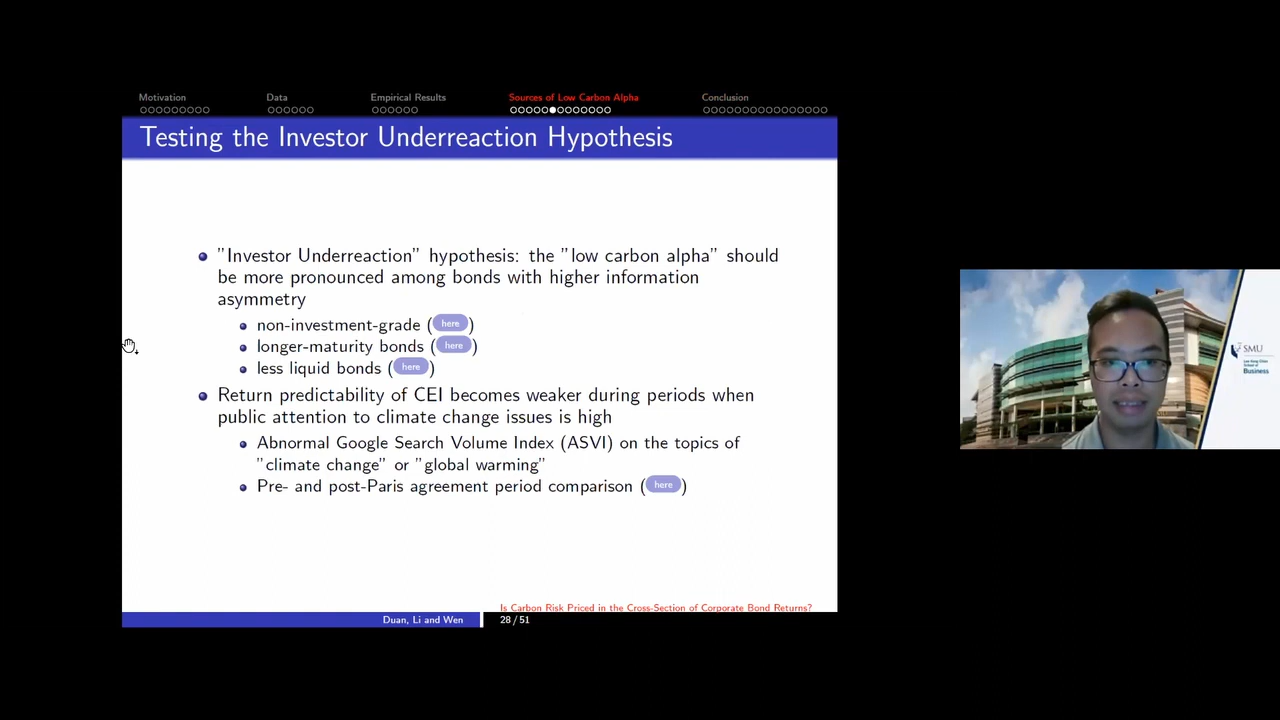 Motivation
Data
Empirical Results
Sources of Low Carbon Alpha
Conclusion
Testing the Investor Underreaction Hypothesis
"Investor Underreaction" hypothesis: the "low carbon alpha" should
be more pronounced among bonds with higher information
asymmetry
non-investment-grade (here)
longer-maturity bonds (here)
less liquid bonds (here)
Return predictability of CEI becomes weaker during periods when
public attention to climate change issues is high
Abnormal Google Search Volume Index (ASVI) on the topics of
"climate change" or "global warming"
Pre- and post-Paris agreement period comparison (here)
Is Carbon Risk Priced in the Cross-Section of Corporate Bond Returns?
Duan, Li and Wen
28 / 51
SMU
Business